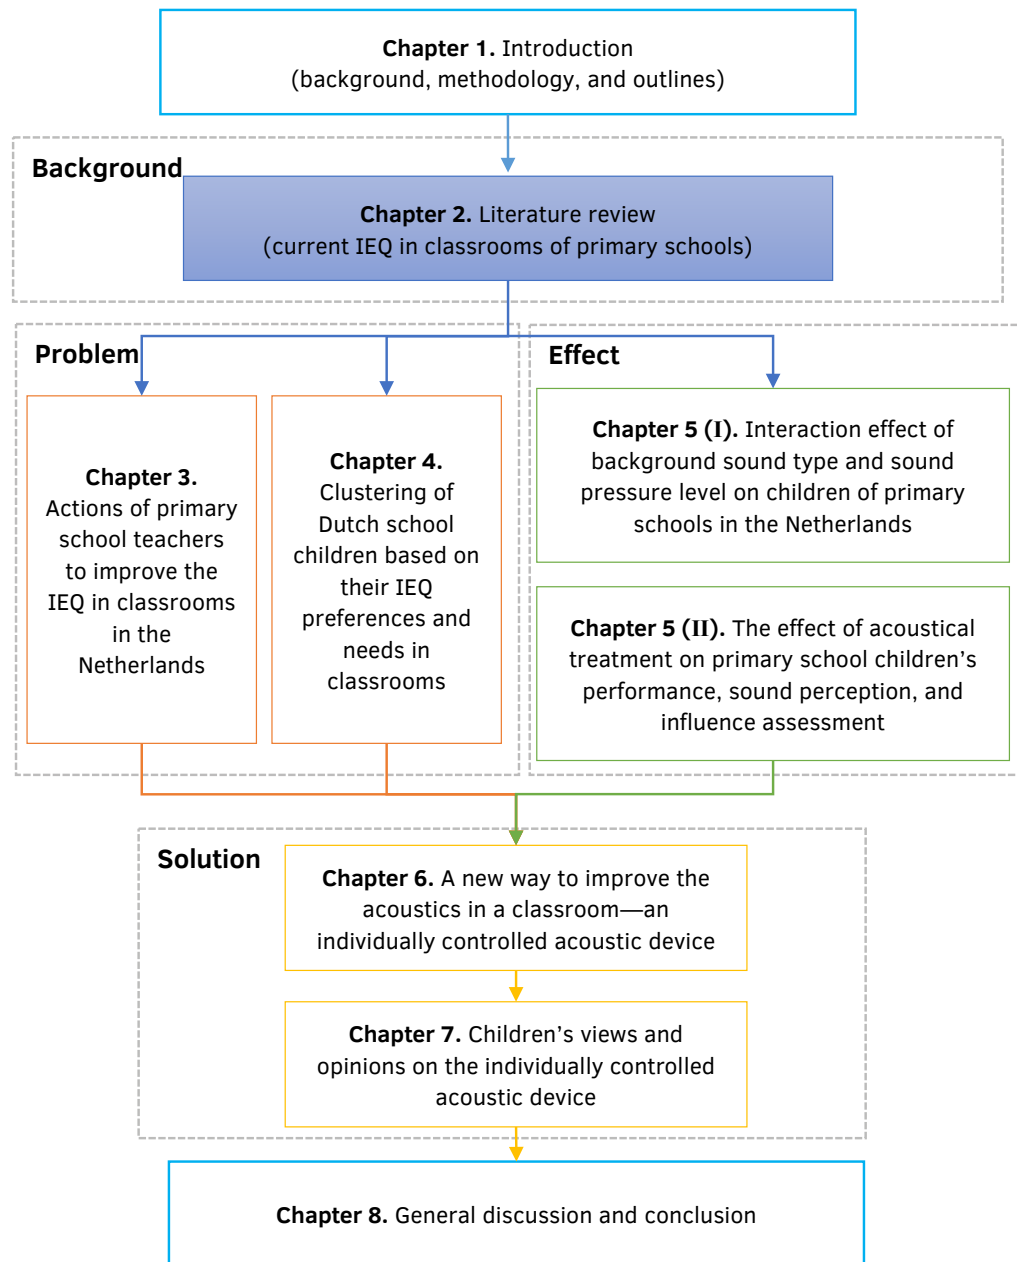 Chapter 1. Introduction
(background, methodology, and outlines)
Background
Chapter 2. Literature review
(current IEQ in classrooms of primary schools)
Problem
Chapter 3.
Actions of primary
school teachers
to improve the
IEQ in classrooms
in the
Netherlands
Chapter 4.
Clustering of
Dutch school
children based on
their IEQ
preferences and
needs in
classrooms
Effect
Chapter 5 (I). Interaction effect of
background sound type and sound
pressure level on children of primary
schools in the Netherlands
Chapter 5 (II). The effect of acoustical
treatment on primary school children’s
performance, sound perception, and
influence assessment
Solution
Chapter 6. A new way to improve the
acoustics in a classroom—an
individually controlled acoustic device
Chapter 7. Children’s views and
opinions on the individually controlled
acoustic device
Chapter 8. General discussion and conclusion